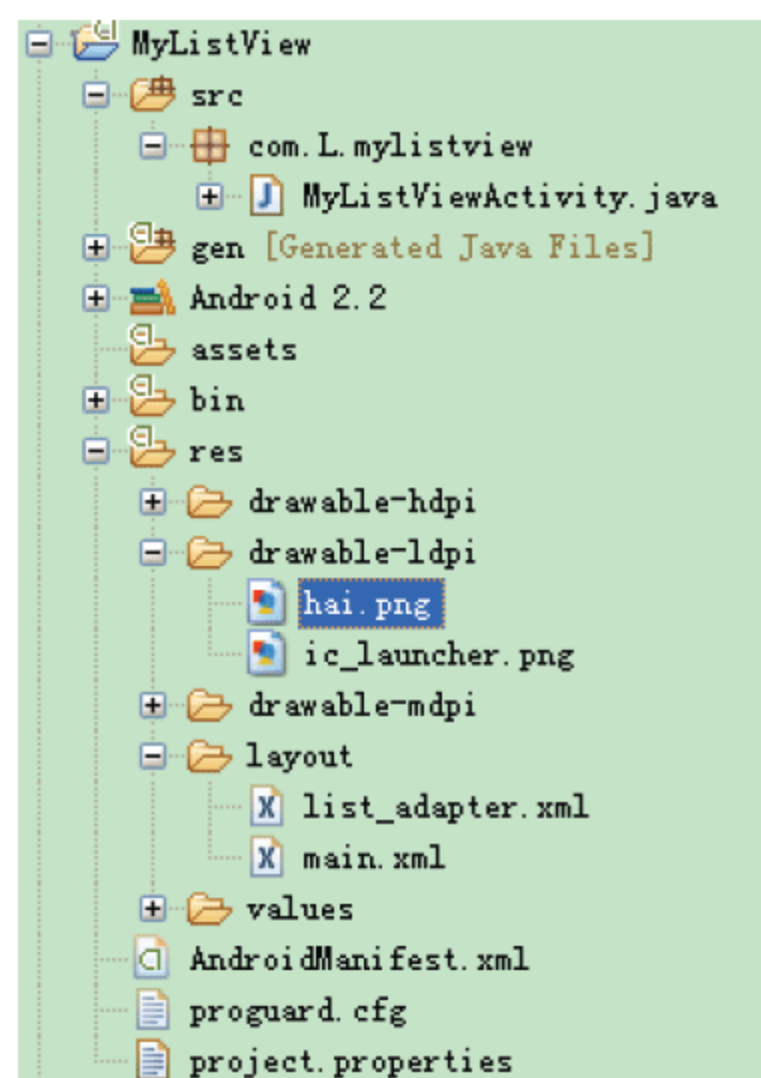 MyListView
src
com.L.mylistview
MyListViewActivity.java
gen [Generated Java Files]
Android 2.2
assets
bin
res
drawable-hdpi
drawable-ldpi
hai.png
ic_launcher.png
drawable-mdpi
layout
list_adapter.xml
main.xml
values
AndroidManifest.xml
proguard.cfg
project.properties